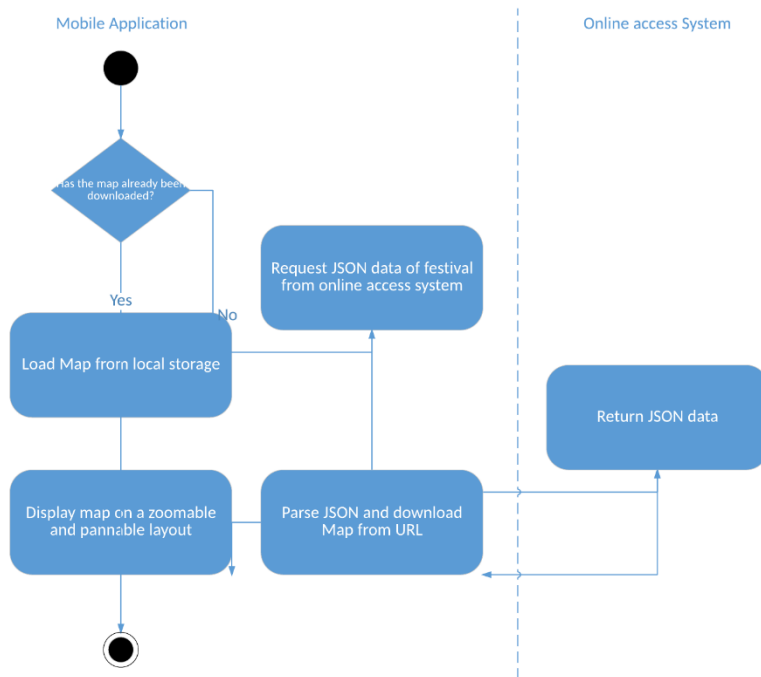 Mobile Application
Online access System
Has the map already been
downloaded?
Request JSON data of festival
from online access system
Yes
No
Load Map from local storage
Return JSON data
Display map on a zoomable
and pannable layout
Parse JSON and download
Map from URL